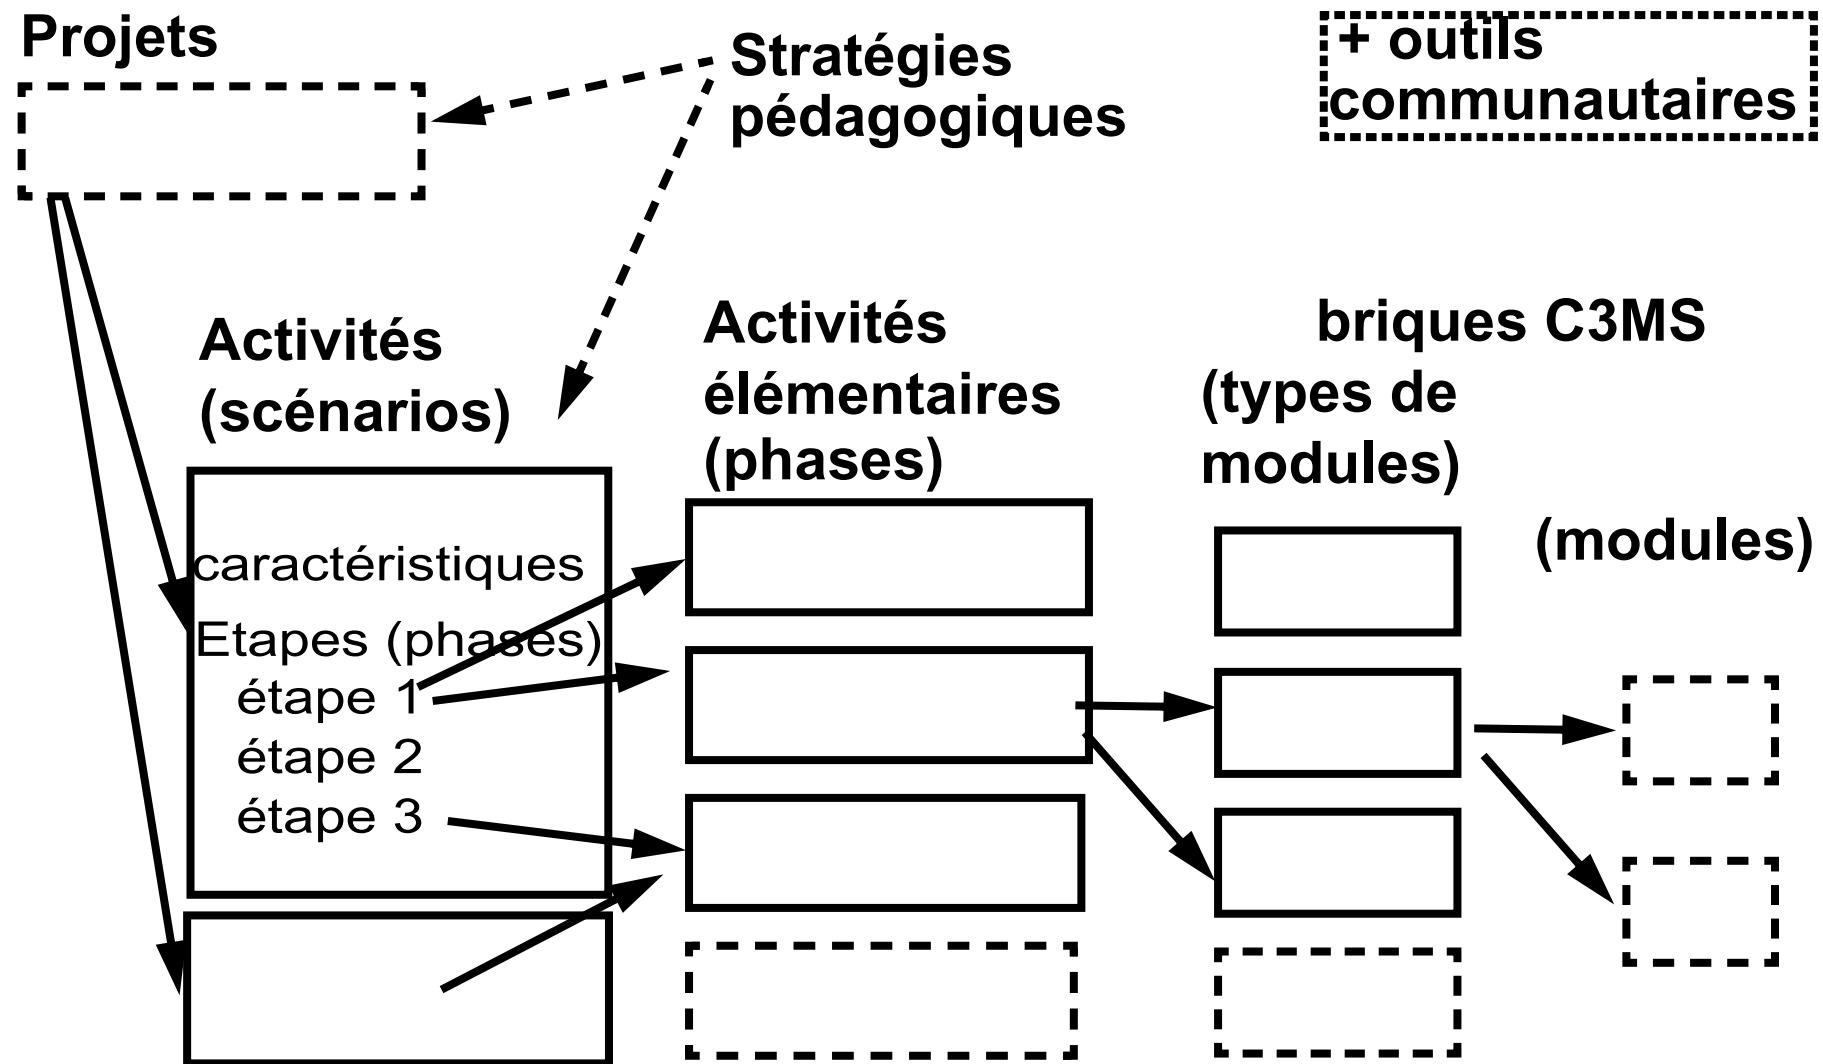 Projets
Stratégies
pédagogiques
+ outils
communautaires
Activités
(scénarios)
Activités
élémentaires
(phases)
briques C3MS
(types de
modules)
(modules)
caractéristiques
Etapes (phases)
étape 1
étape 2
étape 3